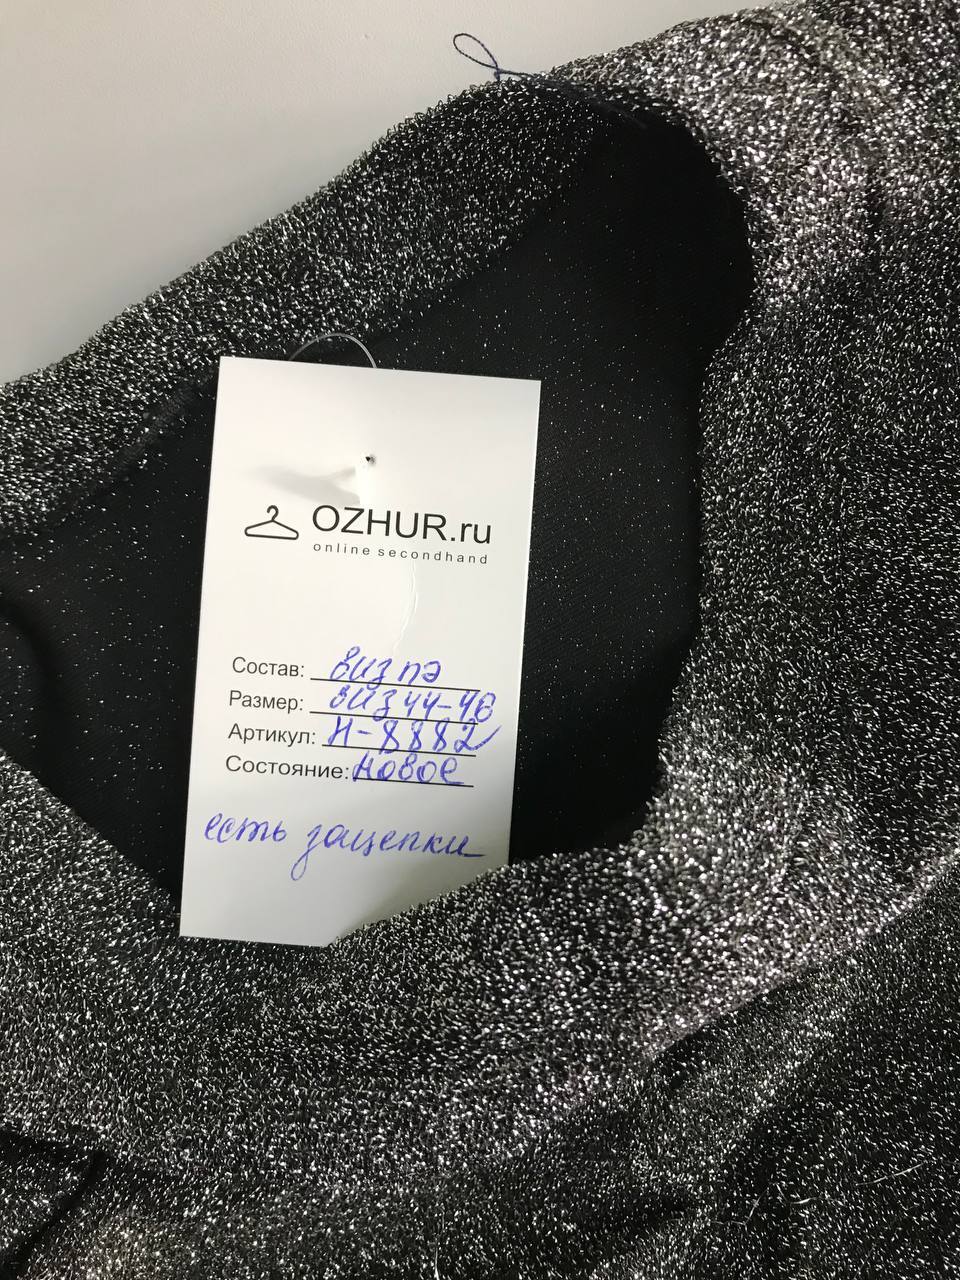 OZHUR.ru
online secondhand
Состав: виз пэ
Размер: виз 44-46
Артикул: Н-8882
Состояние: новое
есть зацепки